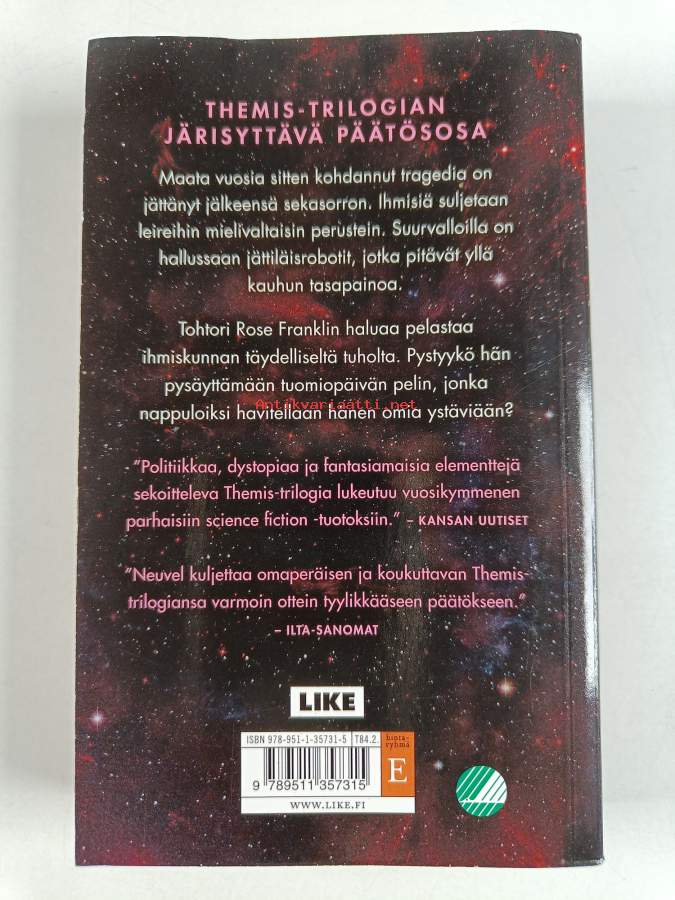 THEMIS-TRILOGIAN
JÄRISYTTÄVÄ PÄÄTÖSOSA
Maata vuosia sitten kohdannut tragedia on
jättänyt jälkeensä sekasorron. Ihmisiä suljetaan
leireihin mielivaltaisin perustein. Suurvalloilla on
hallussaan jättiläisrobotit, jotka pitävät yllä
kauhun tasapainoa.
Tohtori Rose Franklin haluaa pelastaa
ihmiskunnan täydelliseltä tuholta. Pystyykö hän
pysäyttämään tuomiopäivän pelin, jonka
Antikvariaatti.net
nappuloiksi havitellaan hänen omia ystäviään?
”Politiikkaa, dystopiaa ja fantasiamaisia elementtejä
sekoitteleva Themis-trilogia lukeutuu vuosikymmenen
parhaisiin science fiction -tuotoksiin.” – KANSAN UUTISET
”Neuvel kuljettaa omaperäisen ja koukuttavan Themis-
trilogiansa varmoin ottein tyylikkääseen päätökseen.”
– ILTA-SANOMAT
LIKE
ISBN 978-951-1-35731-5 T84.2
hinta-
ryhmä
E
9 789511 357315
WWW.LIKE.FI